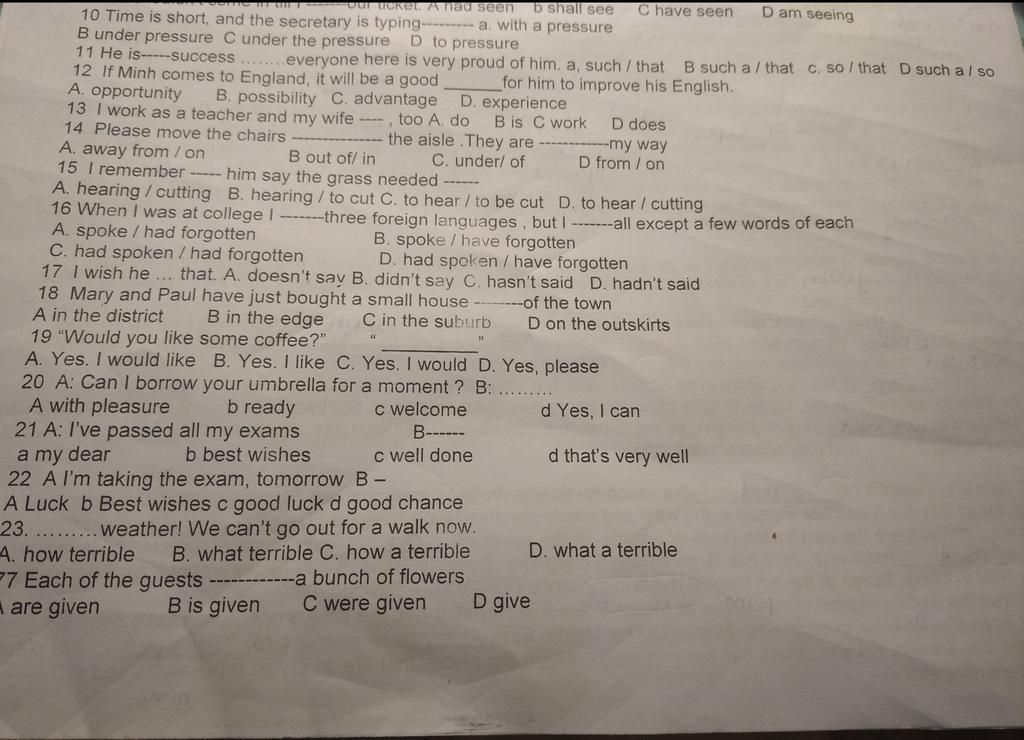 our ticket. A had seen b shall see C have seen D am seeing
10 Time is short, and the secretary is typing--------- a. with a pressure
B under pressure C under the pressure D to pressure
11 He is-----success ........everyone here is very proud of him. a, such / that B such a / that c. so / that D such a / so
12 If Minh comes to England, it will be a good _______for him to improve his English.
A. opportunity B. possibility C. advantage D. experience
13 I work as a teacher and my wife ---- , too A. do B is C work D does
14 Please move the chairs -------------- the aisle .They are ------------my way
A. away from / on B out of/ in C. under/ of D from / on
15 I remember ----- him say the grass needed ------
A. hearing / cutting B. hearing / to cut C. to hear / to be cut D. to hear / cutting
16 When I was at college I -------three foreign languages , but I -------all except a few words of each
A. spoke / had forgotten B. spoke / have forgotten
C. had spoken / had forgotten D. had spoken / have forgotten
17 I wish he ... that. A. doesn't say B. didn't say C. hasn't said D. hadn't said
18 Mary and Paul have just bought a small house --------of the town
A in the district B in the edge C in the suburb D on the outskirts
19 “Would you like some coffee?” “ __________ ”
A. Yes. I would like B. Yes. I like C. Yes. I would D. Yes, please
20 A: Can I borrow your umbrella for a moment ? B: .........
A with pleasure b ready c welcome d Yes, I can
21 A: I've passed all my exams B------
a my dear b best wishes c well done d that's very well
22 A I'm taking the exam, tomorrow B –
A Luck b Best wishes c good luck d good chance
23. ......... weather! We can't go out for a walk now.
A. how terrible B. what terrible C. how a terrible D. what a terrible
77 Each of the guests ------------a bunch of flowers
A are given B is given C were given D give